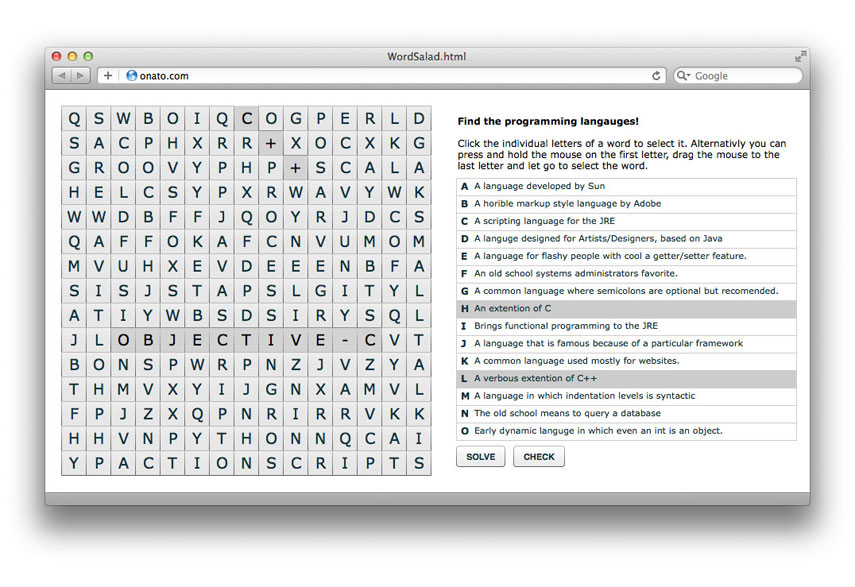 WordSalad.html
onato.com
Google
Q S W B O I Q C O G P E R L D
S A C P H X R R + X O C X K G
G R O O V Y P H P + S C A L A
H E L C S Y P X R W A V Y W K
W W D B F F J Q O Y R J D C S
Q A F F O K A F C N V U M O M
M V U H X E V D E E E N B F A
S I S J S T A P S L G I T Y L
A T I Y W B S D S I R Y S Q L
J L O B J E C T I V E - C V T
B O N S P W R P N Z J V Z Y A
T H M V X Y I J G N X A M V L
F P J Z X Q P N R I R R V K K
H H V N P Y T H O N N Q C A I
Y P A C T I O N S C R I P T S
Find the programming langauges!
Click the individual letters of a word to select it. Alternativly you can
press and hold the mouse on the first letter, drag the mouse to the
last letter and let go to select the word.
A A language developed by Sun
B A horible markup style language by Adobe
C A scripting language for the JRE
D A languge designed for Artists/Designers, based on Java
E A language for flashy people with cool a getter/setter feature.
F An old school systems administrators favorite.
G A common language where semicolons are optional but recomended.
H An extention of C
I Brings functional programming to the JRE
J A language that is famous because of a particular framework
K A common language used mostly for websites.
L A verbous extention of C++
M A language in which indentation levels is syntactic
N The old school means to query a database
O Early dynamic languge in which even an int is an object.
SOLVE CHECK